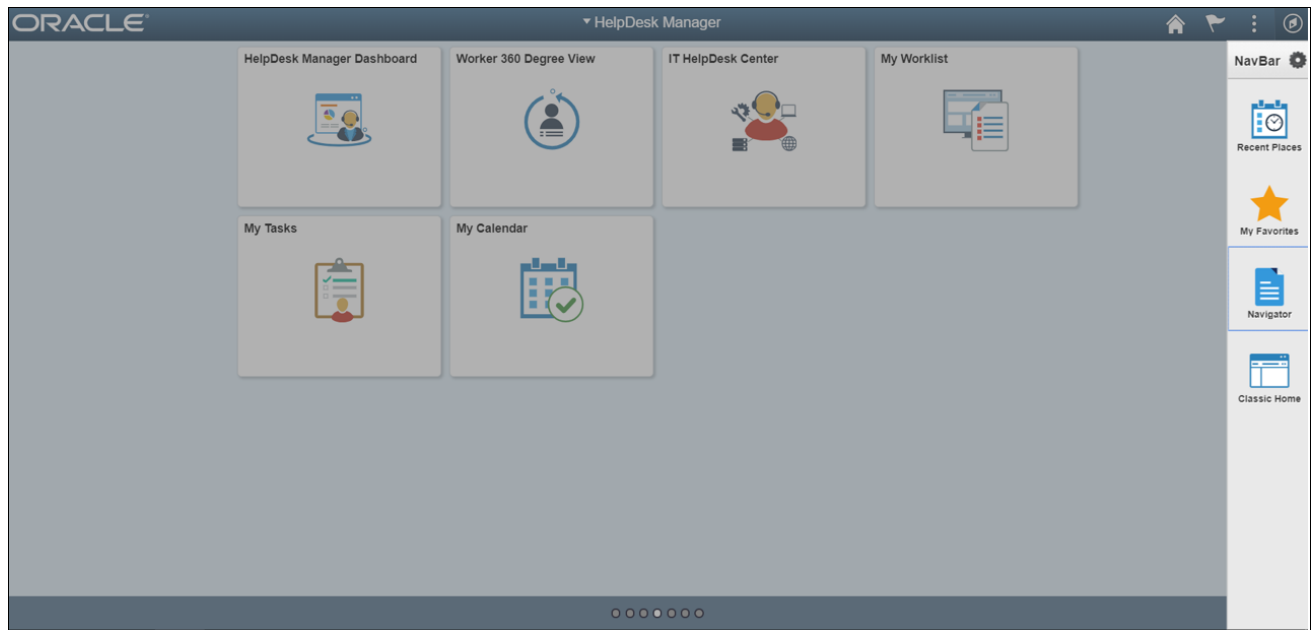 ORACLE
HelpDesk Manager
HelpDesk Manager Dashboard
Worker 360 Degree View
IT HelpDesk Center
My Worklist
My Tasks
My Calendar
NavBar
Recent Places
My Favorites
Navigator
Classic Home